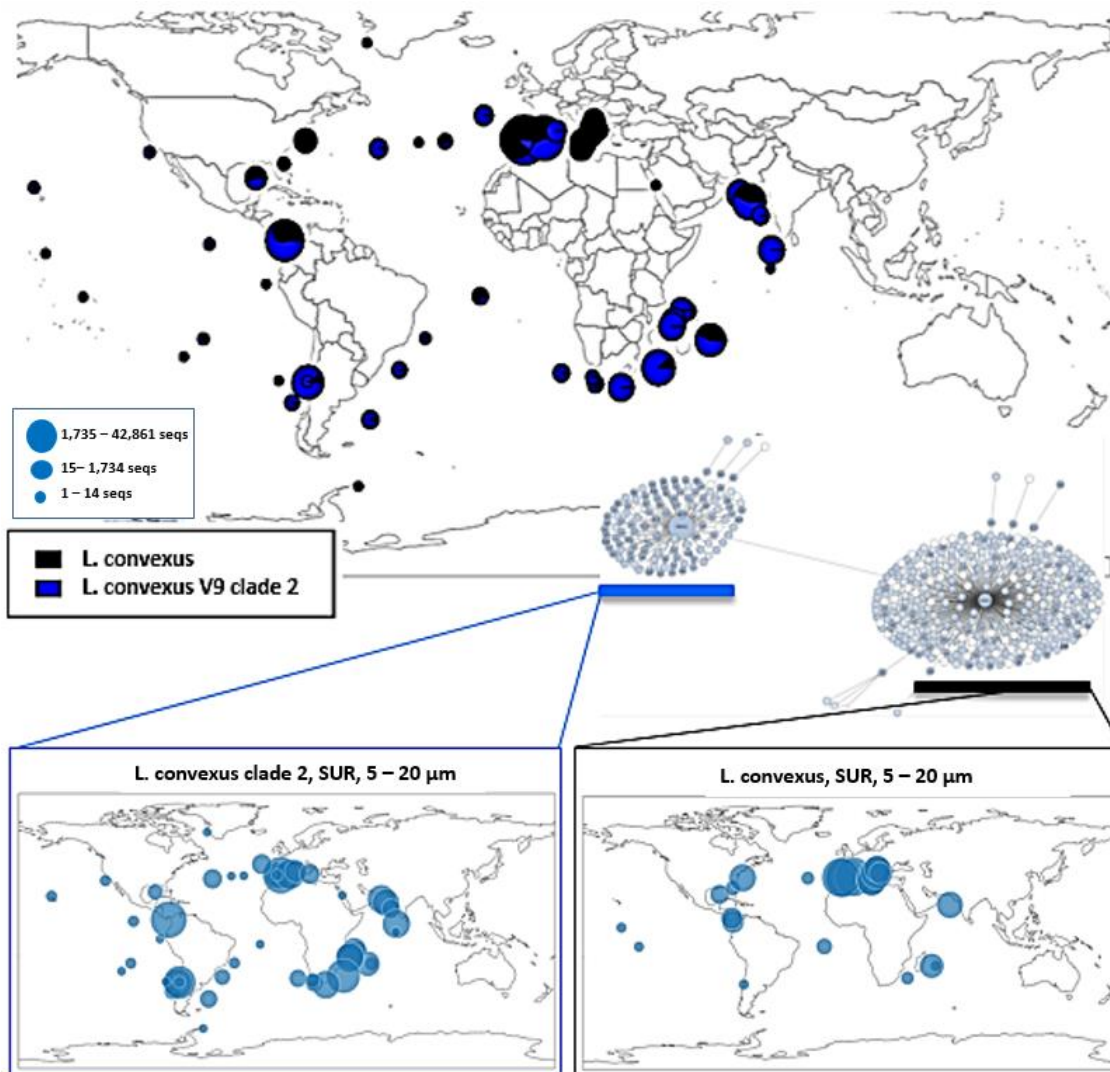 1,735 – 42,861 seqs
15– 1,734 seqs
1 – 14 seqs
L. convexus
L. convexus V9 clade 2
L. convexus clade 2, SUR, 5 – 20 µm
L. convexus, SUR, 5 – 20 µm